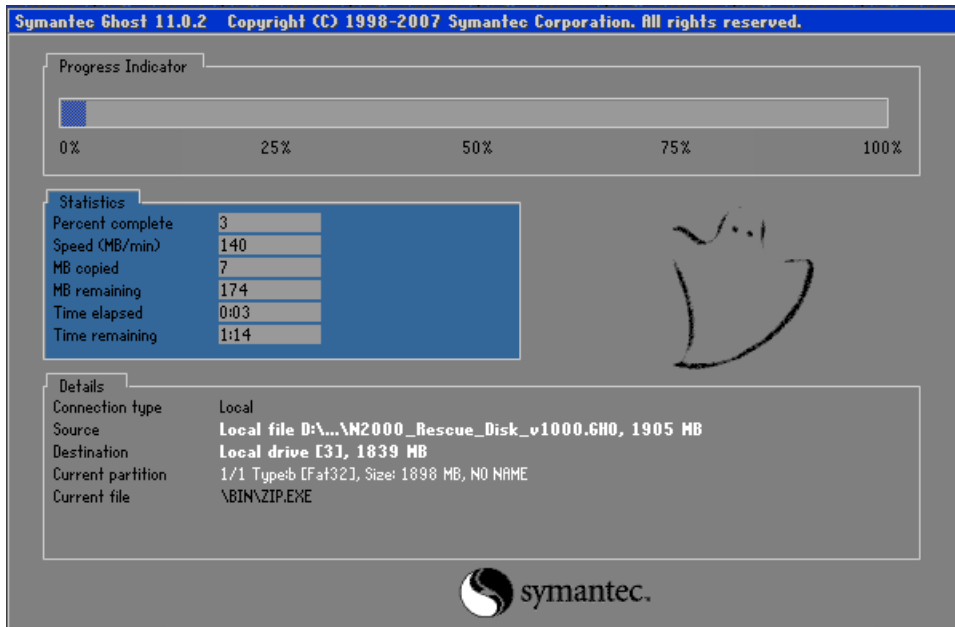 Symantec Ghost 11.0.2 Copyright (C) 1998-2007 Symantec Corporation. All rights reserved.
Progress Indicator
0% 25% 50% 75% 100%
Statistics
Percent complete 3
Speed (MB/min) 140
MB copied 7
MB remaining 174
Time elapsed 0:03
Time remaining 1:14
Details
Connection type Local
Source Local file D:\...\N2000_Rescue_Disk_v1000.GHO, 1905 MB
Destination Local drive [3], 1839 MB
Current partition 1/1 Type:b [Fat32], Size: 1898 MB, NO NAME
Current file \BIN\ZIP.EXE
symantec.